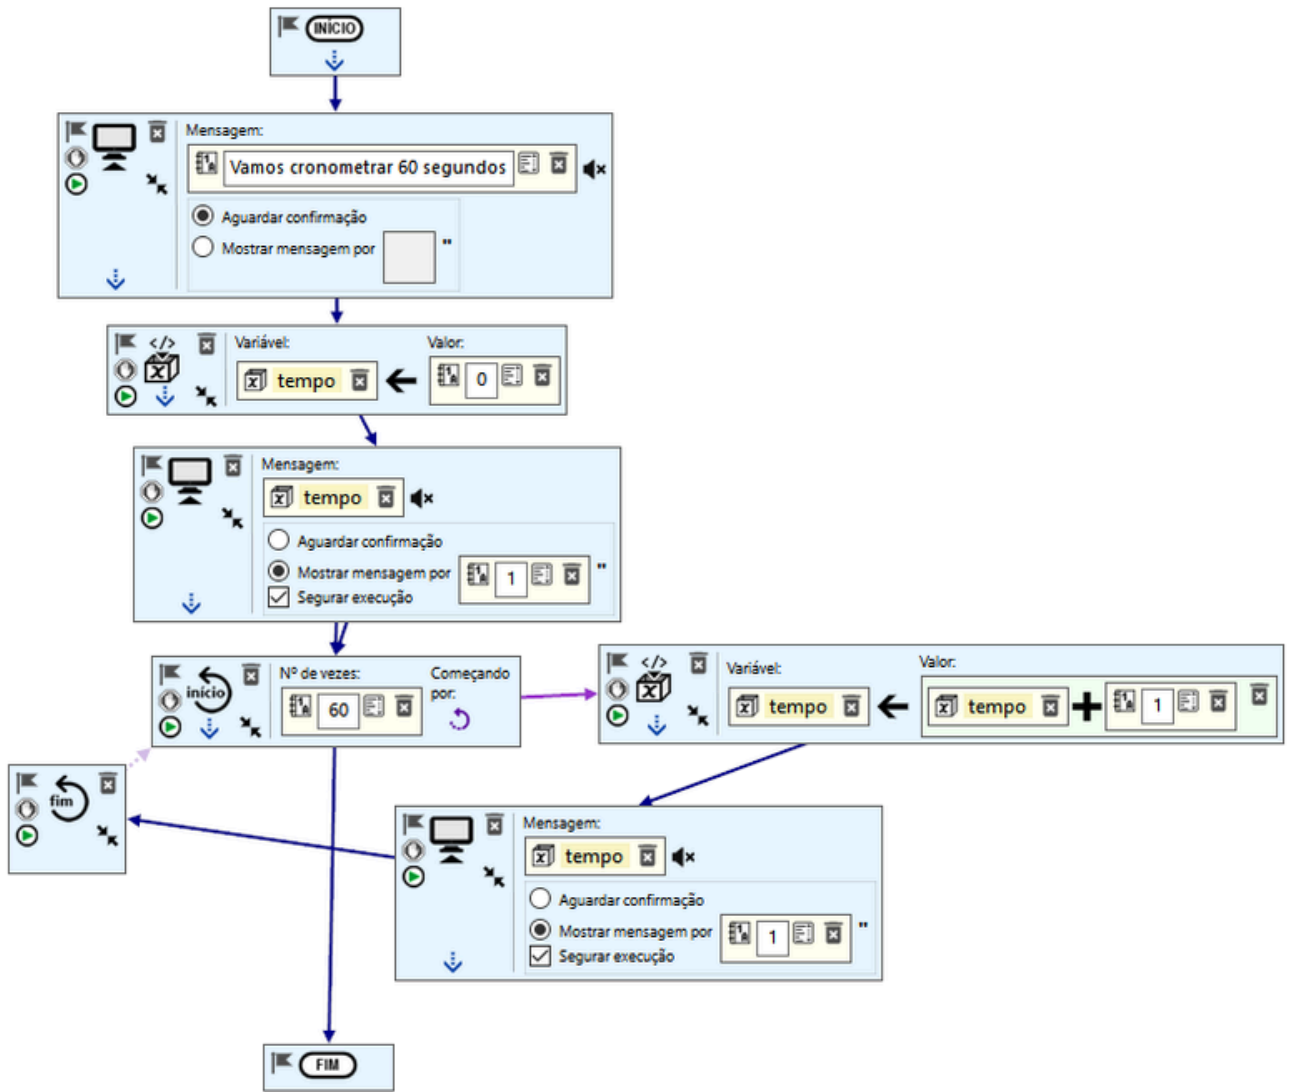 INÍCIO
Mensagem:
Vamos cronometrar 60 segundos
Aguardar confirmação
Mostrar mensagem por "
Variável: Valor:
tempo 0
Mensagem:
tempo
Aguardar confirmação
Mostrar mensagem por 1 "
Segurar execução
início
Nº de vezes: Começando
por:
60
Variável: Valor:
tempo tempo + 1
fim
Mensagem:
tempo
Aguardar confirmação
Mostrar mensagem por 1 "
Segurar execução
FIM